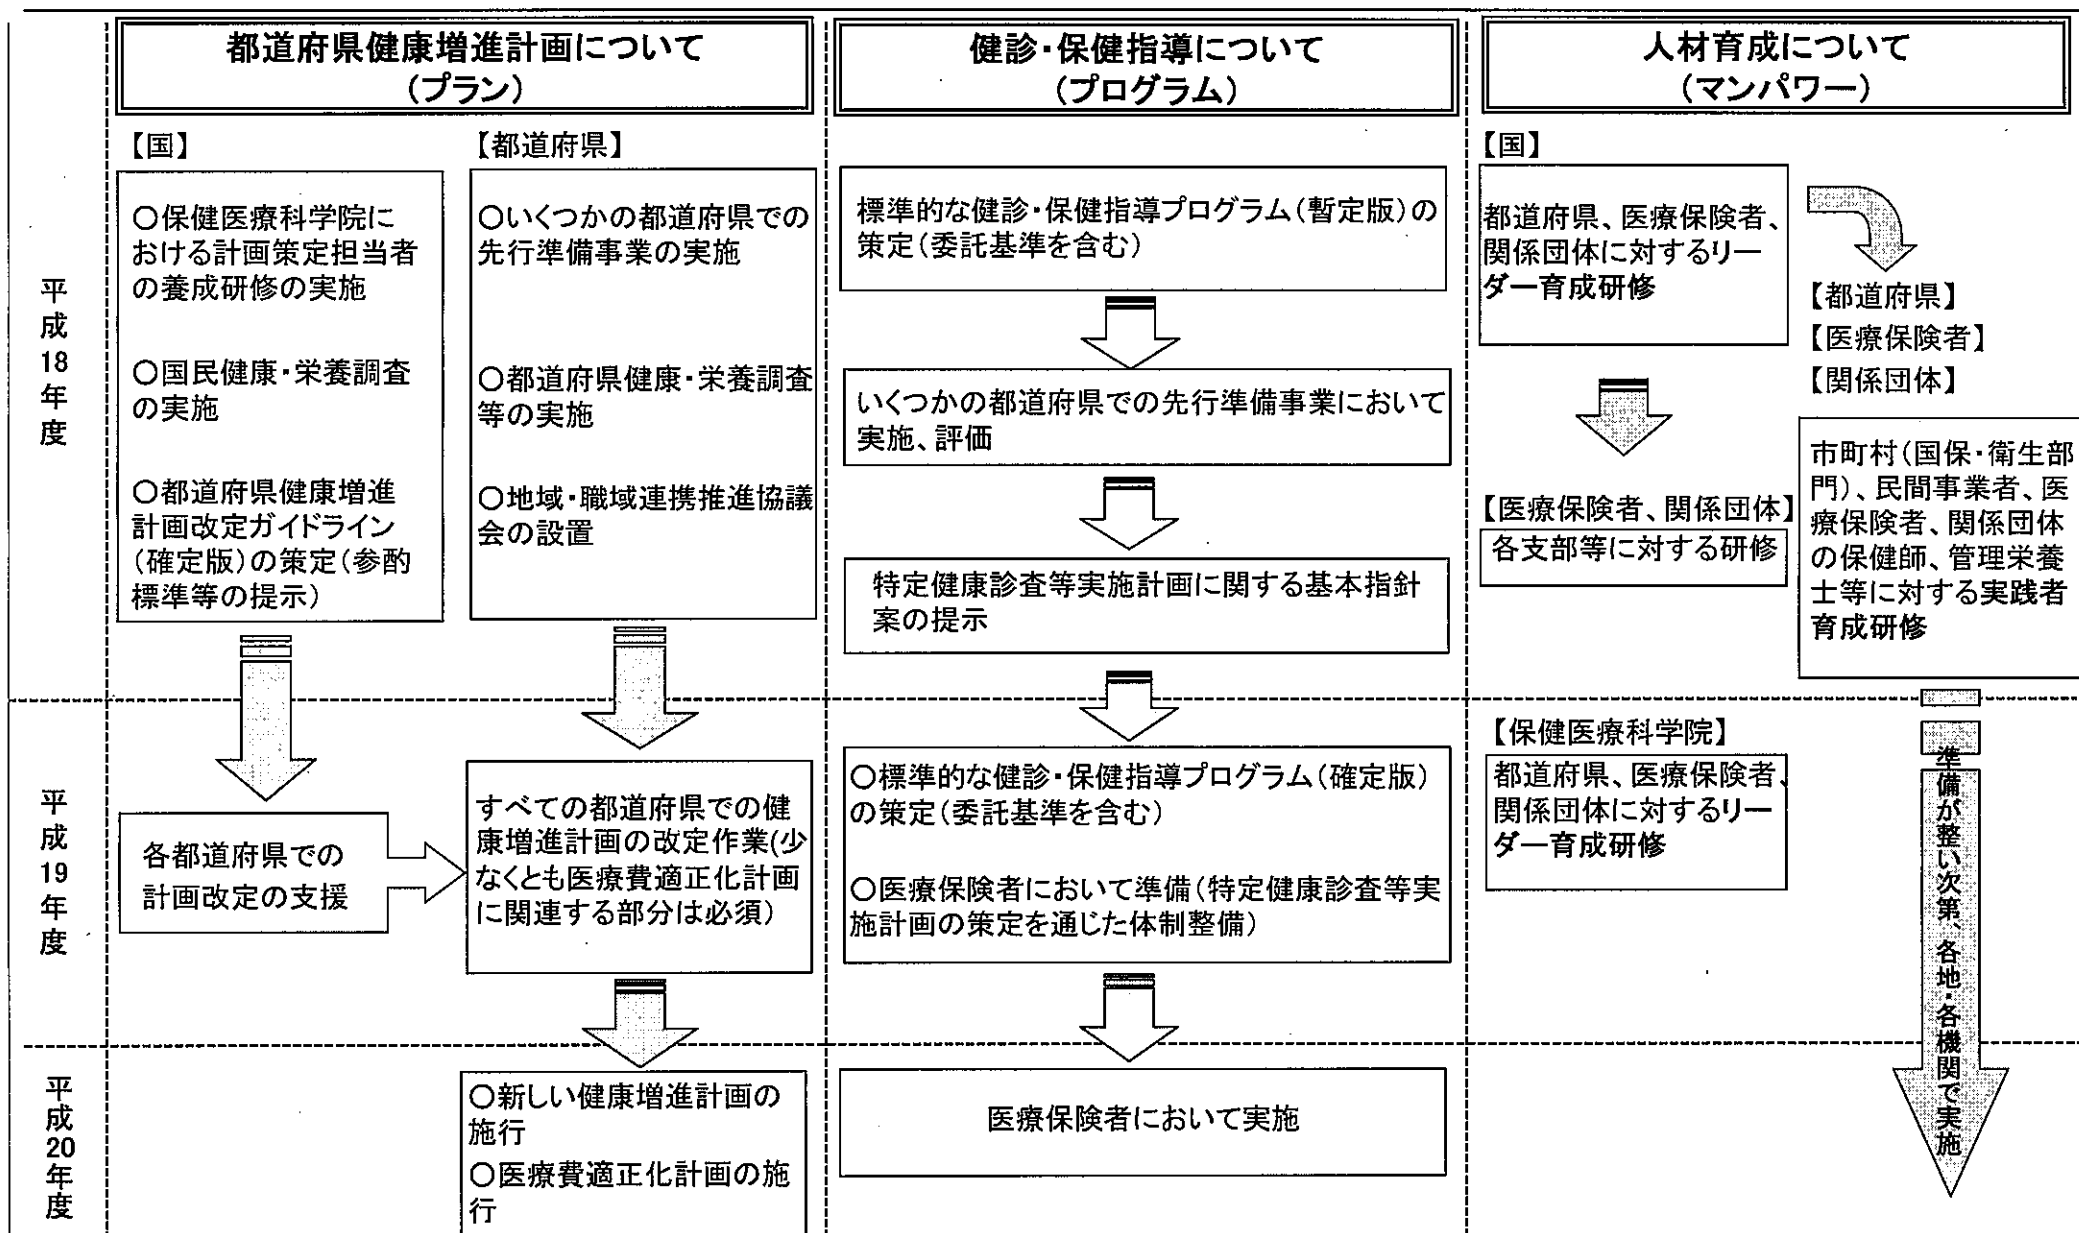 都道府県健康増進計画について
(プラン)
健診・保健指導について
(プログラム)
人材育成について
(マンパワー)
平成18年度
【国】
○保健医療科学院に
おける計画策定担当者
の養成研修の実施
○国民健康・栄養調査
の実施
○都道府県健康増進
計画改定ガイドライン
(確定版)の策定(参酌
標準等の提示)
【都道府県】
○いくつかの都道府県での
先行準備事業の実施
○都道府県健康・栄養調査
等の実施
○地域・職域連携推進協議
会の設置
標準的な健診・保健指導プログラム(暫定版)の
策定(委託基準を含む)
いくつかの都道府県での先行準備事業において
実施、評価
特定健康診査等実施計画に関する基本指針
案の提示
【国】
都道府県、医療保険者、
関係団体に対するリー
ダー育成研修
【医療保険者、関係団体】
各支部等に対する研修
【都道府県】
【医療保険者】
【関係団体】
市町村(国保・衛生部
門)、民間事業者、医
療保険者、関係団体
の保健師、管理栄養
士等に対する実践者
育成研修
平成19年度
各都道府県での
計画改定の支援
すべての都道府県での健
康増進計画の改定作業(少
なくとも医療費適正化計画
に関連する部分は必須)
○標準的な健診・保健指導プログラム(確定版)
の策定(委託基準を含む)
○医療保険者において準備(特定健康診査等実
施計画の策定を通じた体制整備)
【保健医療科学院】
都道府県、医療保険者、
関係団体に対するリー
ダー育成研修
準備が整い次第、各地・各機関で実施
平成20年度
○新しい健康増進計画の
施行
○医療費適正化計画の施
行
医療保険者において実施